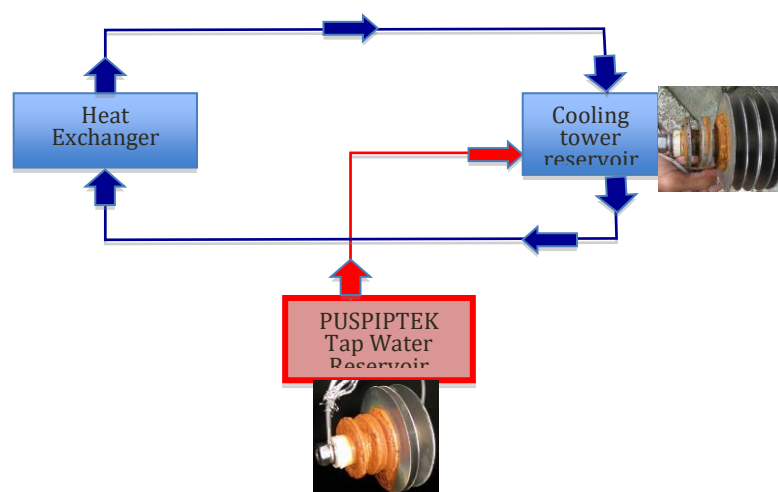 Heat
Exchanger
Cooling
tower
reservoir
PUSPIPTEK
Tap Water
Reservoir